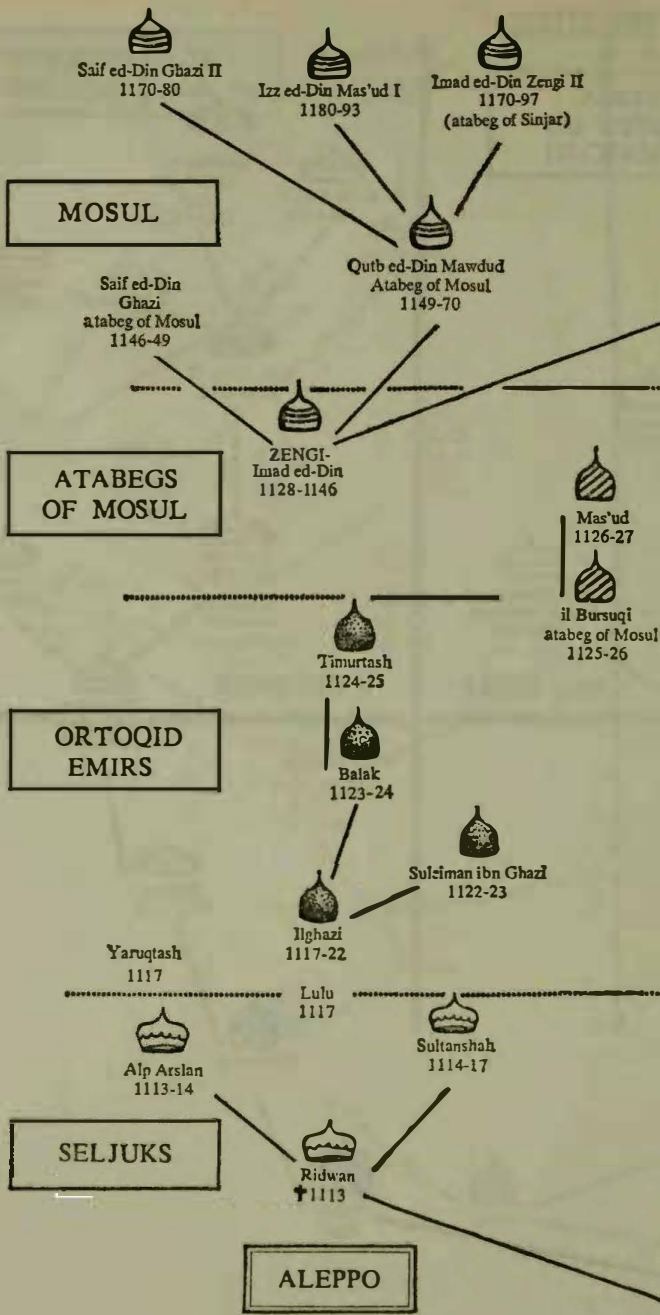 Saif ed-Din Ghazi II
1170-80
Izz ed-Din Mas'ud I
1180-93
Imad ed-Din Zengi II
1170-97
(atabeg of Sinjar)
MOSUL
Qutb ed-Din Mawdud
Atabeg of Mosul
1149-70
Saif ed-Din
Ghazi
atabeg of Mosul
1146-49
ZENGI-
Imad ed-Din
1128-1146
ATABEGS
OF MOSUL
Mas'ud
1126-27
il Bursuqi
atabeg of Mosul
1125-26
Timurtash
1124-25
ORTOQID
EMIRS
Balak
1123-24
Suleiman ibn Ghazi
1122-23
Ilghazi
1117-22
Yaruqtash
1117
Lulu
1117
Alp Arslan
1113-14
Sultanshah
1114-17
SELJUKS
Ridwan
✝1113
ALEPPO